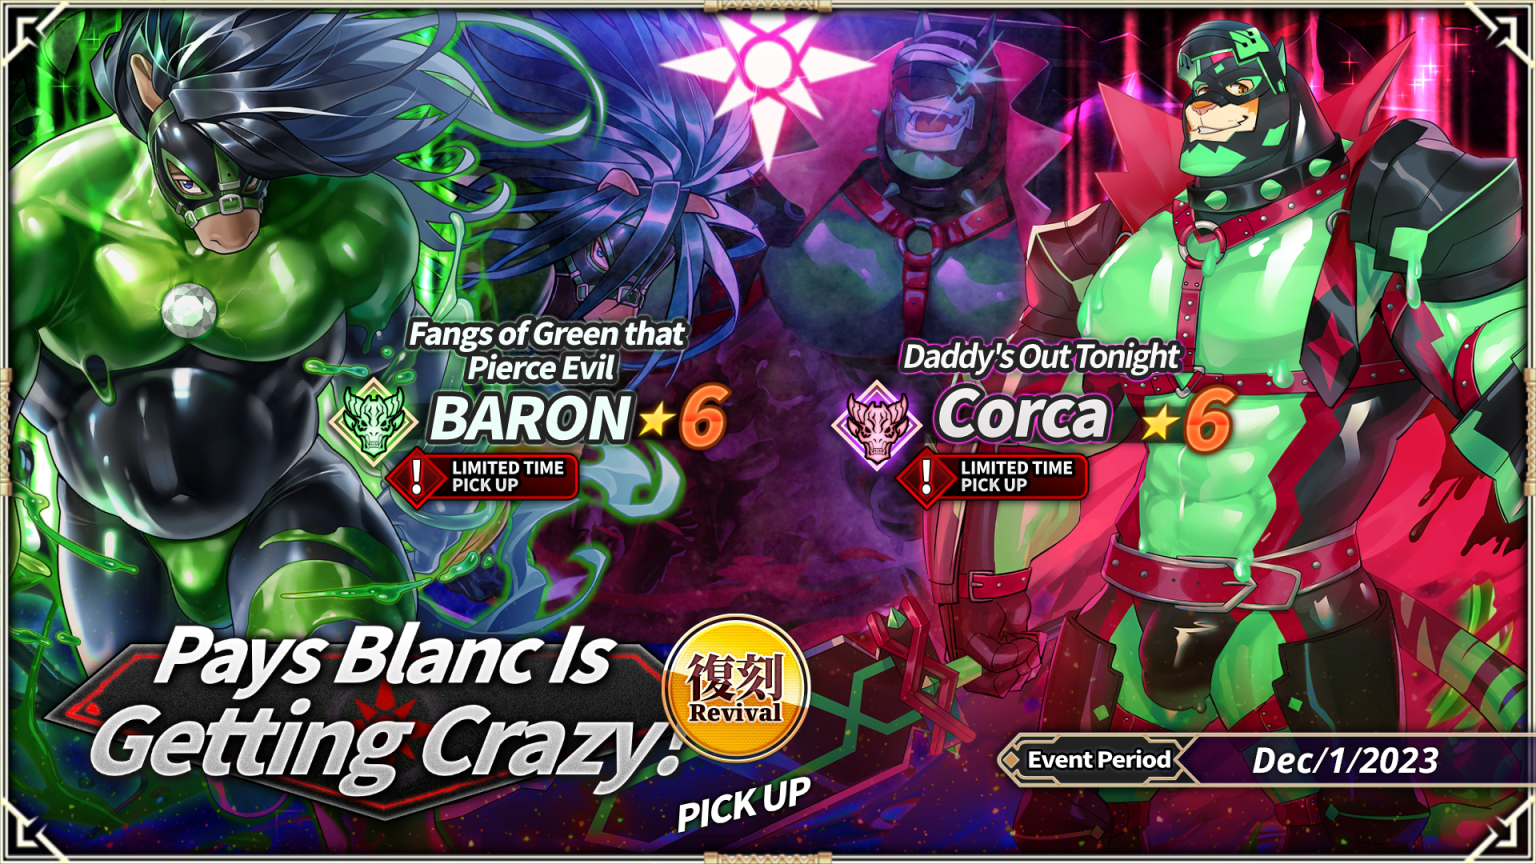 Fangs of Green that
Pierce Evil
BARON ★6
! LIMITED TIME
PICK UP
Daddy's Out Tonight
Corca ★6
! LIMITED TIME
PICK UP
Pays Blanc Is
Getting Crazy!
復刻
Revival
PICK UP
Event Period
Dec/1/2023